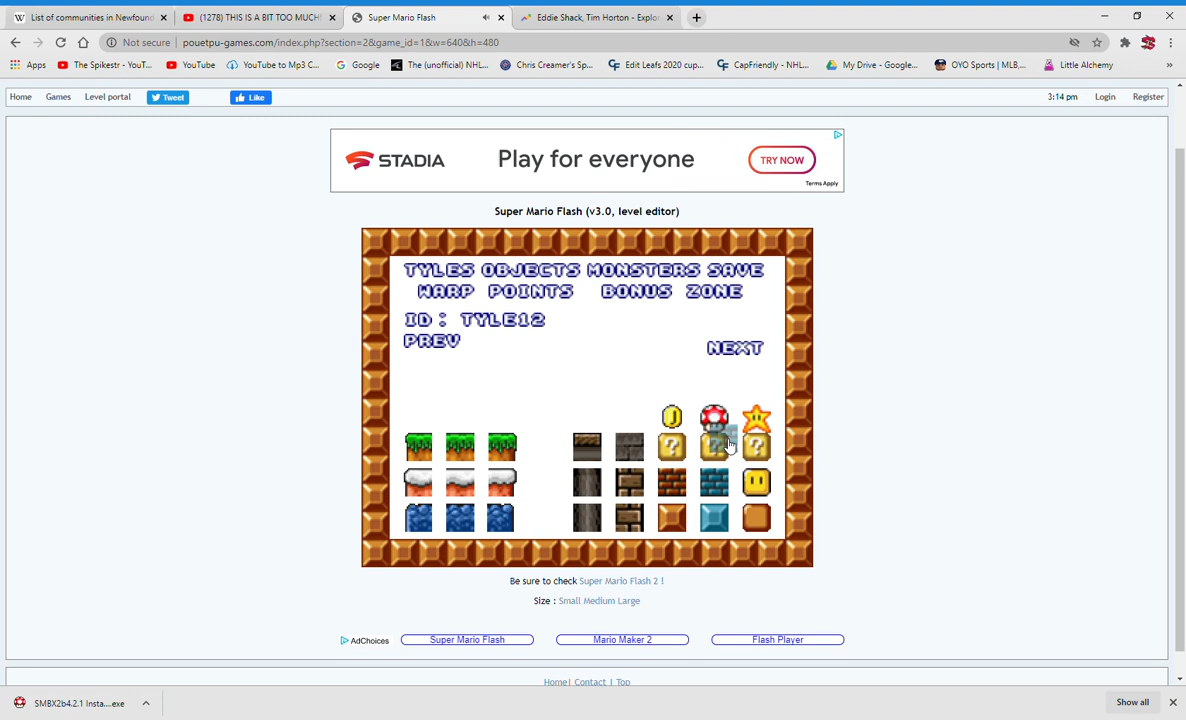 List of communities in Newfound
(1278) THIS IS A BIT TOO MUCH!
Super Mario Flash
Eddie Shack, Tim Horton - Explor
Not secure
pouetpu-games.com/index.php?section=2&game_id=1&w=640&h=480
Apps
The Spikestr - YouT...
YouTube
YouTube to Mp3 C...
Google
The (unofficial) NHL...
Chris Creamer's Sp...
Edit Leafs 2020 cup...
CapFriendly - NHL...
My Drive - Google...
OYO Sports | MLB,...
Little Alchemy
»
Home
Games
Level portal
Tweet
Like
3:14 pm
Login
Register
STADIA
Play for everyone
TRY NOW
Terms Apply
Super Mario Flash (v3.0, level editor)
TYLES OBJECTS MONSTERS SAVE
WARP POINTS BONUS ZONE
ID: TYLE12
PREV
NEXT
? ? ?
Be sure to check Super Mario Flash 2 !
Size : Small Medium Large
AdChoices
Super Mario Flash
Mario Maker 2
Flash Player
Home| Contact | Top
SMBX2b4.2.1 Insta....exe
Show all